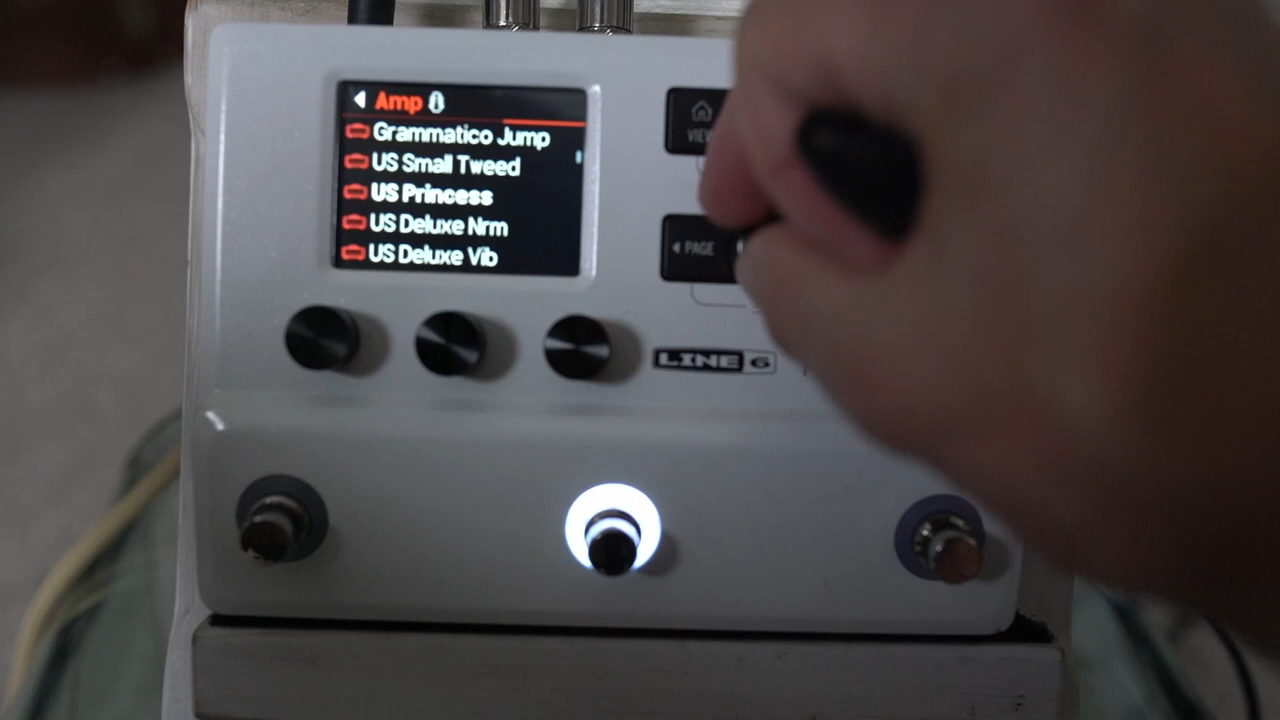 Amp
Grammatico Jump
US Small Tweed
US Princess
US Deluxe Nrm
US Deluxe Vib
VIEW
PAGE
LINE 6